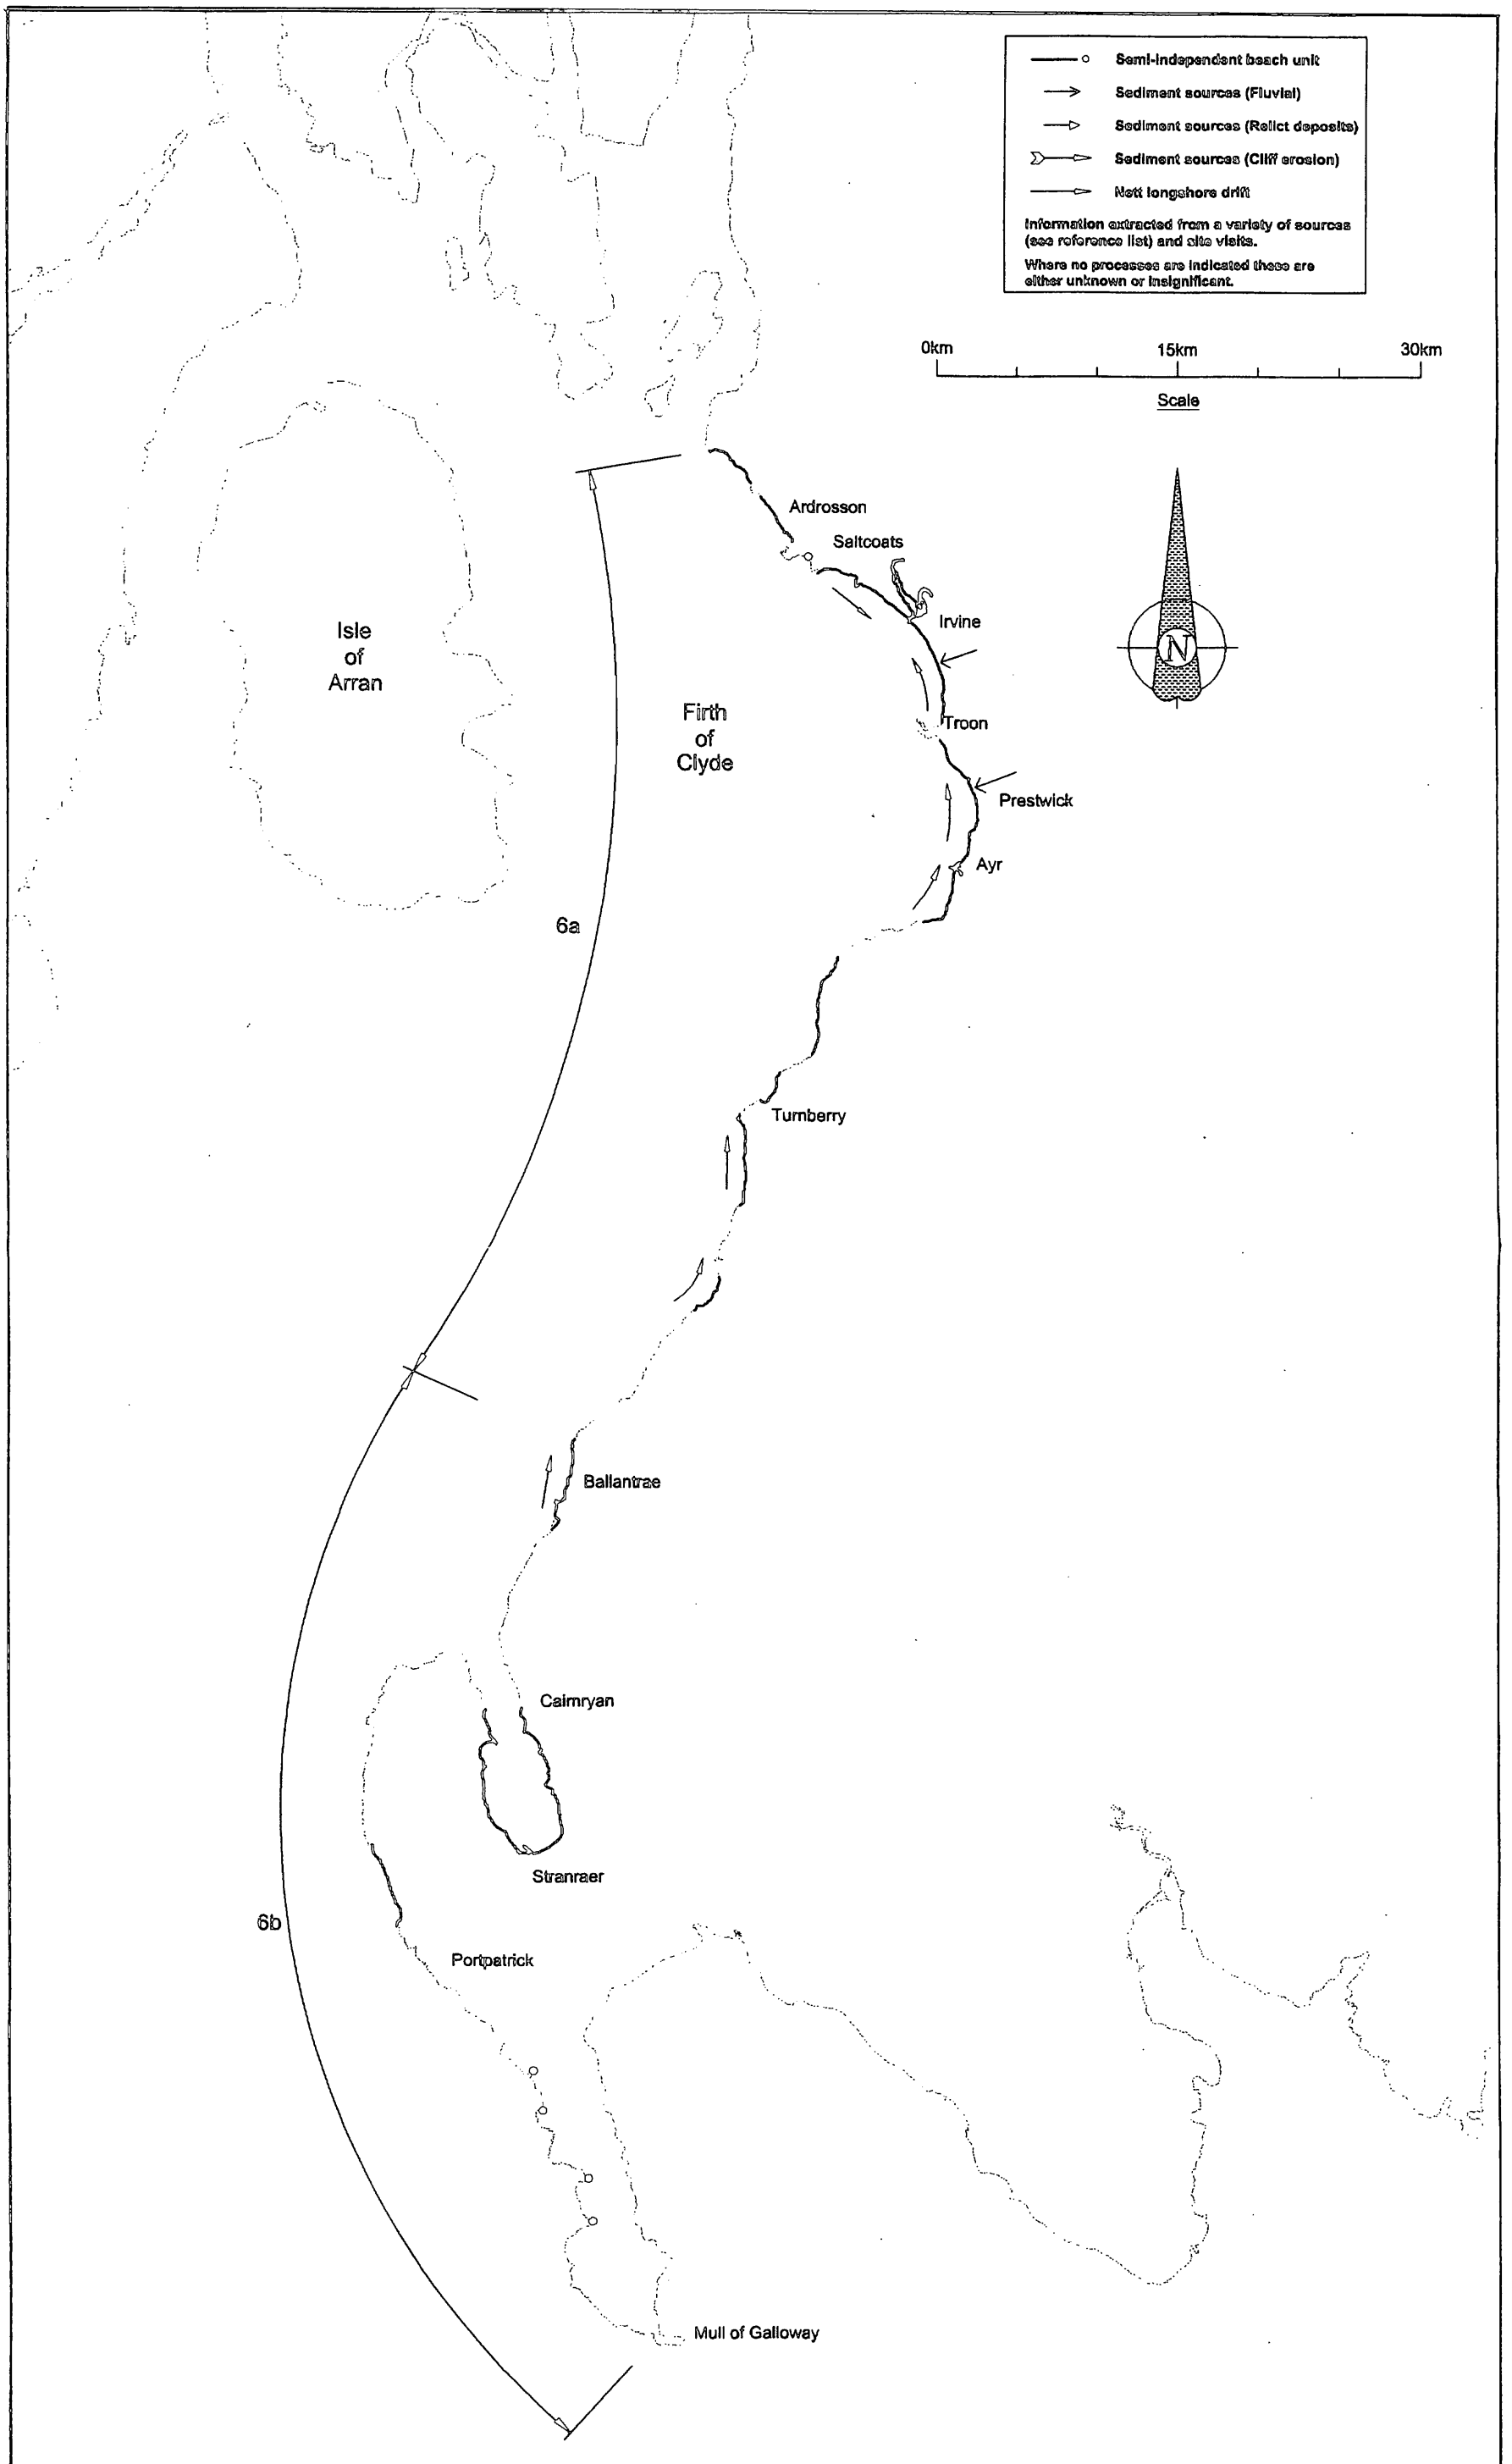 Semi-independent beach unit
Sediment sources (Fluvial)
Sediment sources (Relict deposits)
Sediment sources (Cliff erosion)
Nett longshore drift
Information extracted from a variety of sources
(see reference list) and site visits.
Where no processes are indicated these are
either unknown or insignificant.
0km 15km 30km
Scale
Ardrosson
Saltcoats
Irvine
N
Isle
of
Arran
Firth
of
Clyde
Troon
Prestwick
Ayr
6a
Turnberry
Ballantrae
Cairnryan
Stranraer
6b
Portpatrick
Mull of Galloway